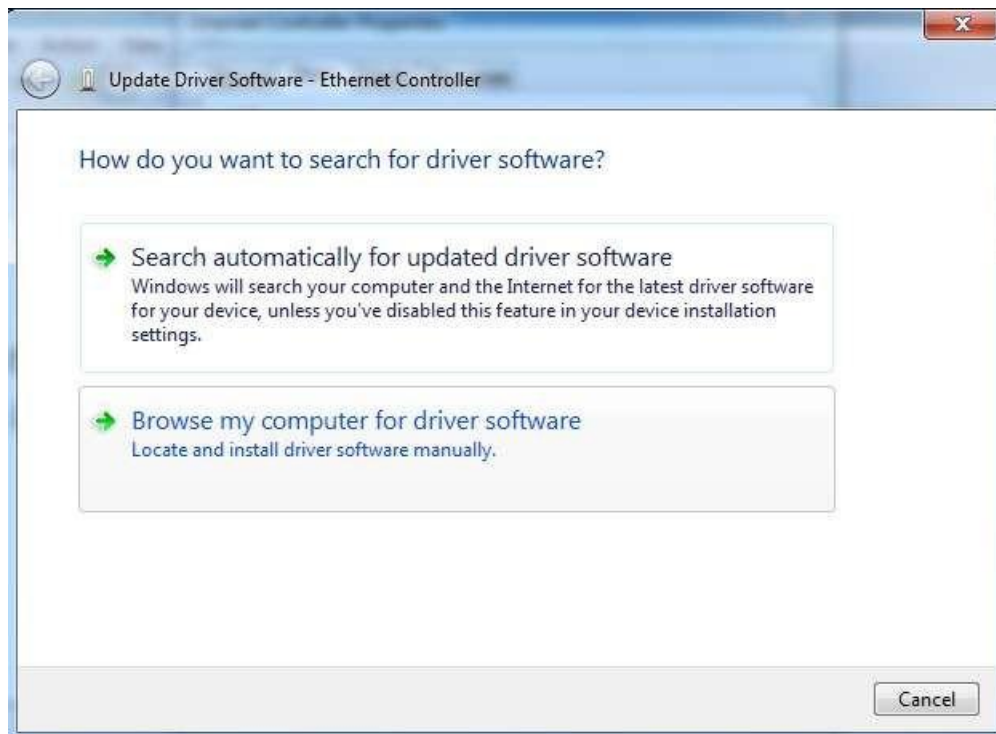 Update Driver Software - Ethernet Controller
How do you want to search for driver software?
Search automatically for updated driver software
Windows will search your computer and the Internet for the latest driver software
for your device, unless you've disabled this feature in your device installation
settings.
Browse my computer for driver software
Locate and install driver software manually.
Cancel